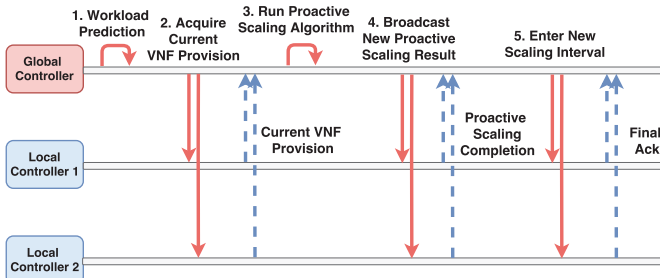 1. Workload
Prediction
2. Acquire
Current
VNF Provision
3. Run Proactive
Scaling Algorithm
4. Broadcast
New Proactive
Scaling Result
5. Enter New
Scaling Interval
Global
Controller
Current VNF
Provision
Proactive
Scaling
Completion
Final
Ack
Local
Controller 1
Local
Controller 2